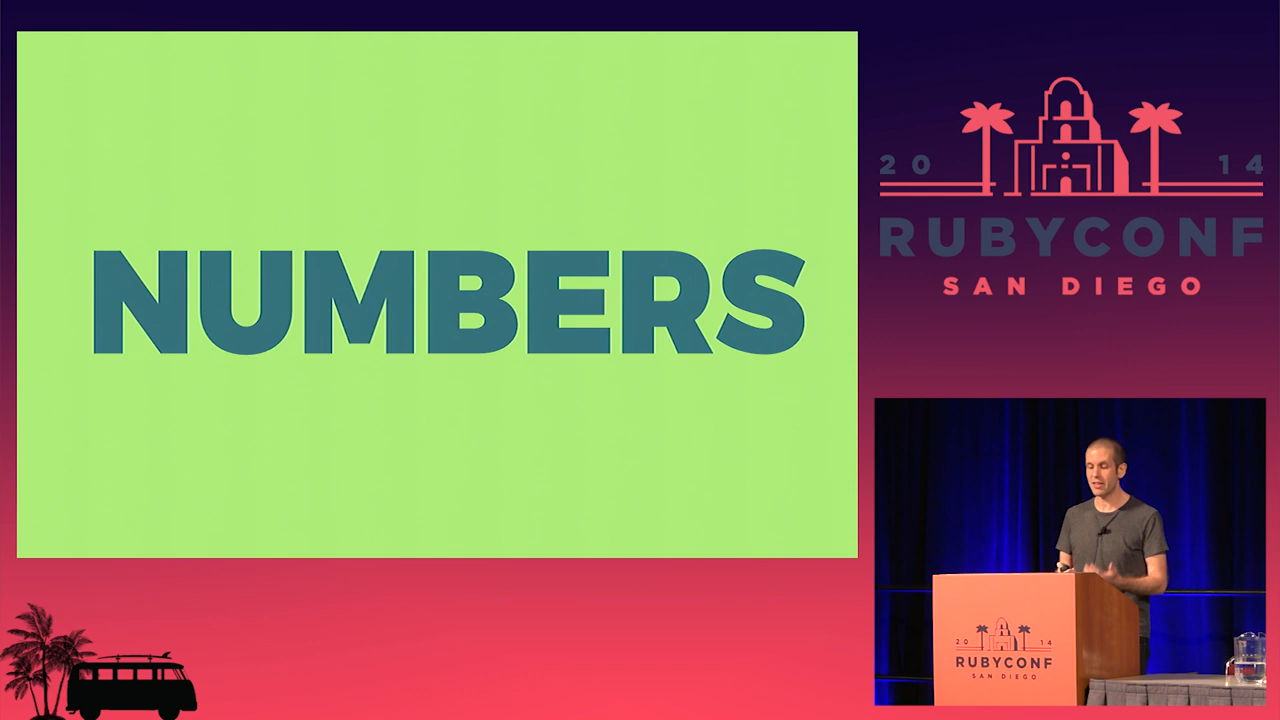 NUMBERS
20 14
RUBYCONF
SAN DIEGO
20 14
RUBYCONF
SAN DIEGO